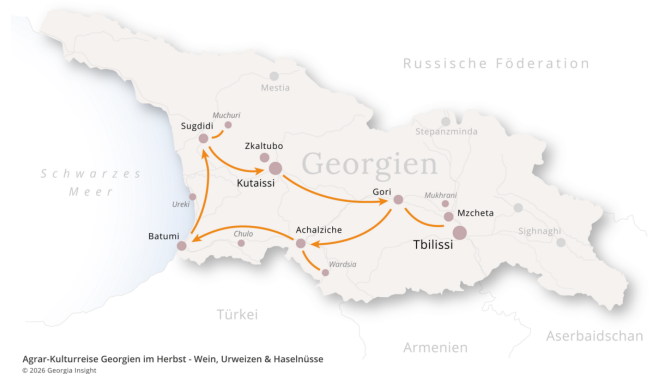 Russische Föderation
Mestia
Muchuri
Sugdidi
Stepanzminda
Zkaltubo
Georgien
Schwarzes
Meer
Kutaissi
Gori
Mukhrani
Ureki
Mzcheta
Achalziche
Sighnaghi
Batumi
Chulo
Tbilissi
Wardsia
Türkei
Aserbaidschan
Armenien
Agrar-Kulturreise Georgien im Herbst - Wein, Urweizen & Haselnüsse
© 2026 Georgia Insight